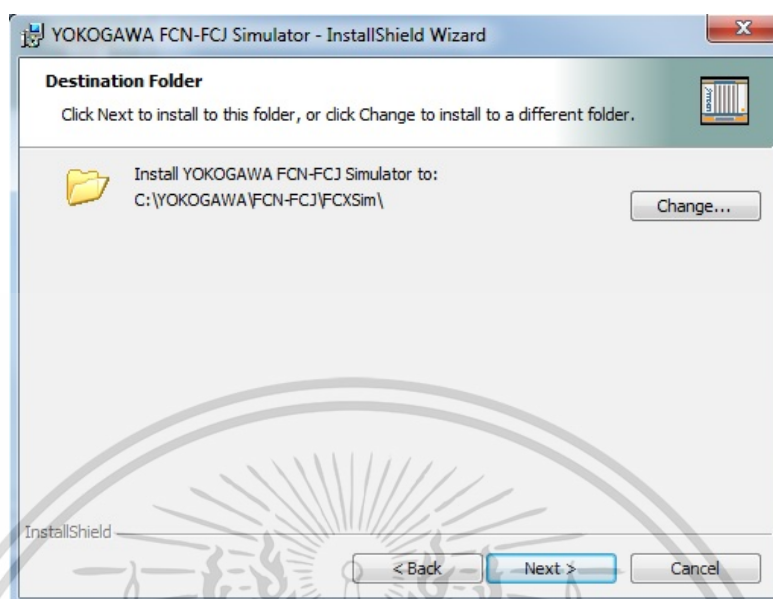 YOKOGAWA FCN-FCJ Simulator - InstallShield Wizard
Destination Folder
Click Next to install to this folder, or click Change to install to a different folder.
Install YOKOGAWA FCN-FCJ Simulator to:
C:\YOKOGAWA\FCN-FCJ\FCXSim\
Change...
InstallShield
< Back
Next >
Cancel